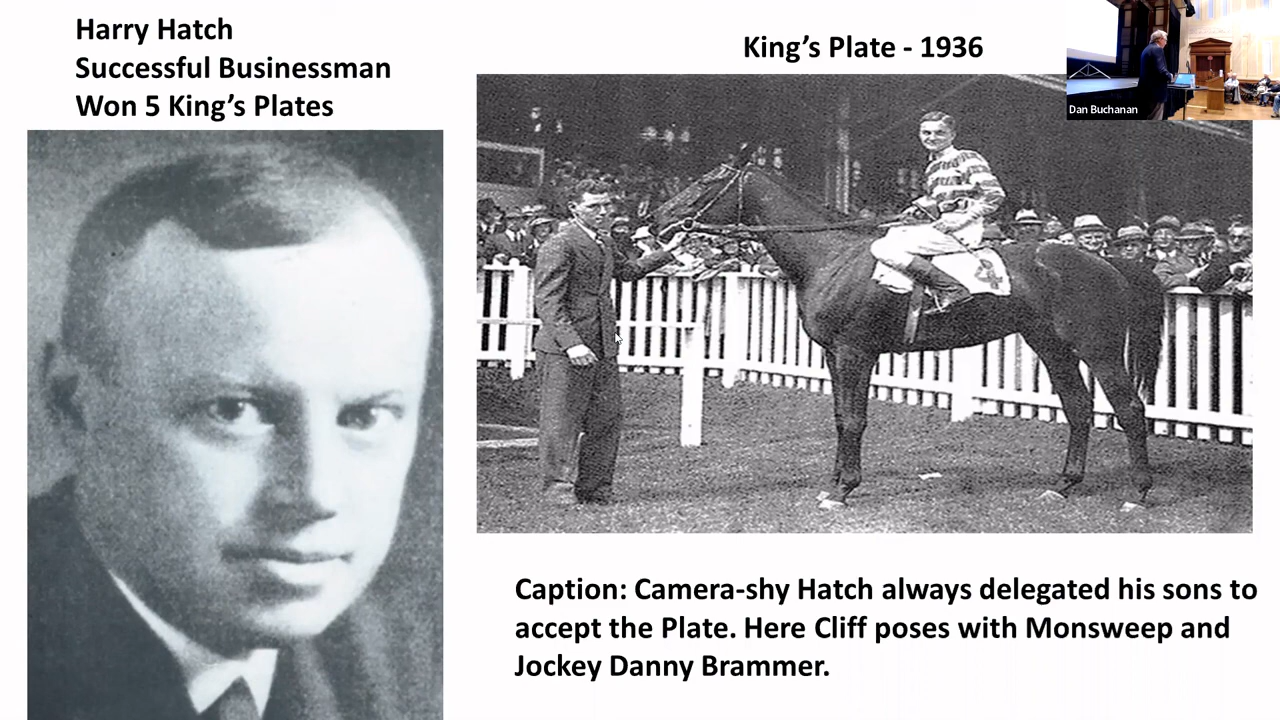 Harry Hatch
Successful Businessman
Won 5 King’s Plates
King’s Plate - 1936
Dan Buchanan
4
Caption: Camera-shy Hatch always delegated his sons to
accept the Plate. Here Cliff poses with Monsweep and
Jockey Danny Brammer.